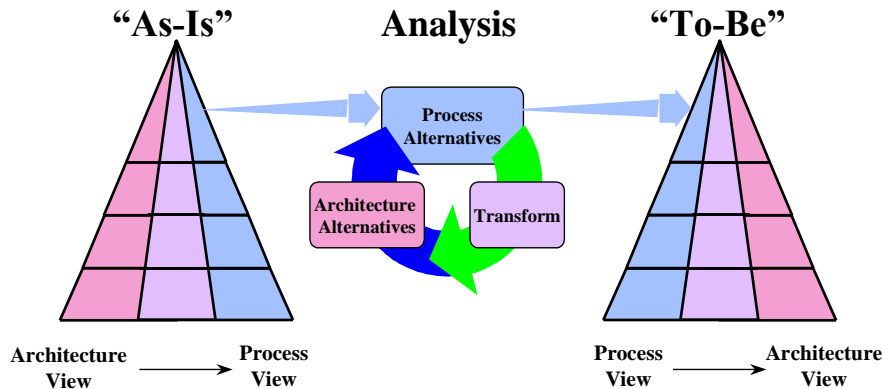 “As-Is”
Analysis
“To-Be”
Process
Alternatives
Architecture
Alternatives
Transform
Architecture
View
Process
View
Process
View
Architecture
View